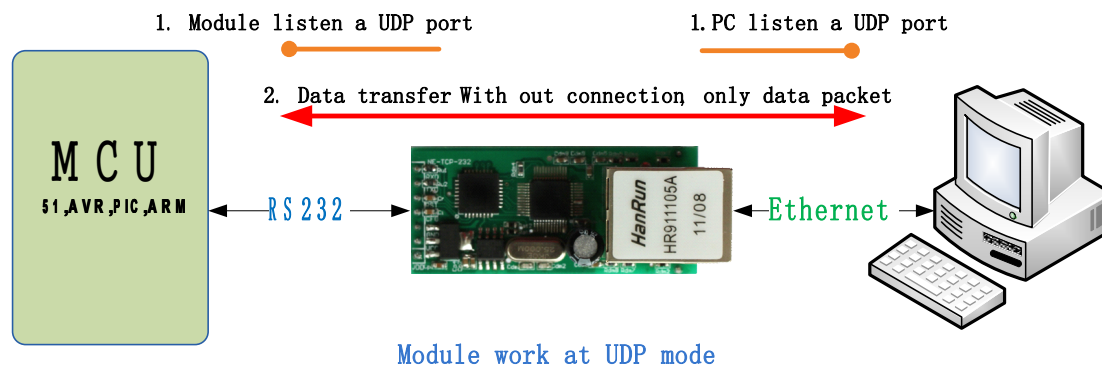 1. Module listen a UDP port
1. PC listen a UDP port
2. Data transfer With out connection, only data packet
MCU
51,AVR,PIC,ARM
RS232
Ethernet
HanRun
HR911105A
11/08
Module work at UDP mode